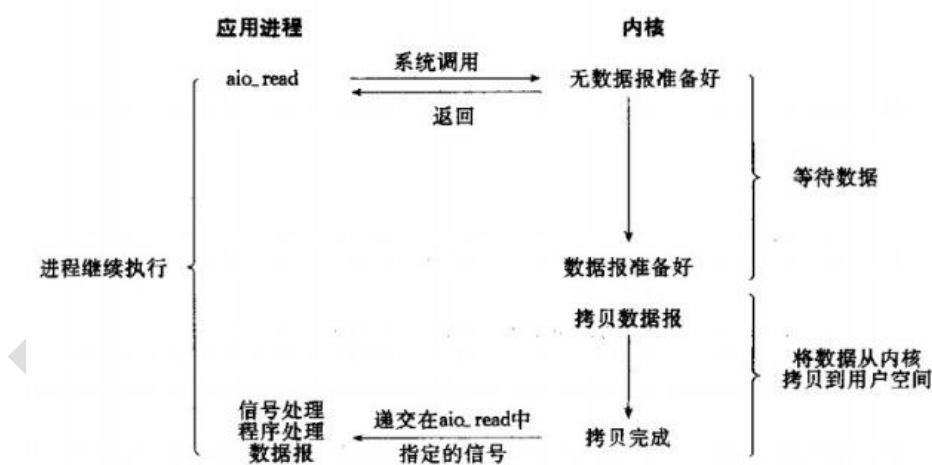 应用进程
内核
aio_read
系统调用
无数据报准备好
返回
等待数据
进程继续执行
数据报准备好
拷贝数据报
将数据从内核
拷贝到用户空间
信号处理
程序处理
数据报
递交在aio_read中
指定的信号
拷贝完成